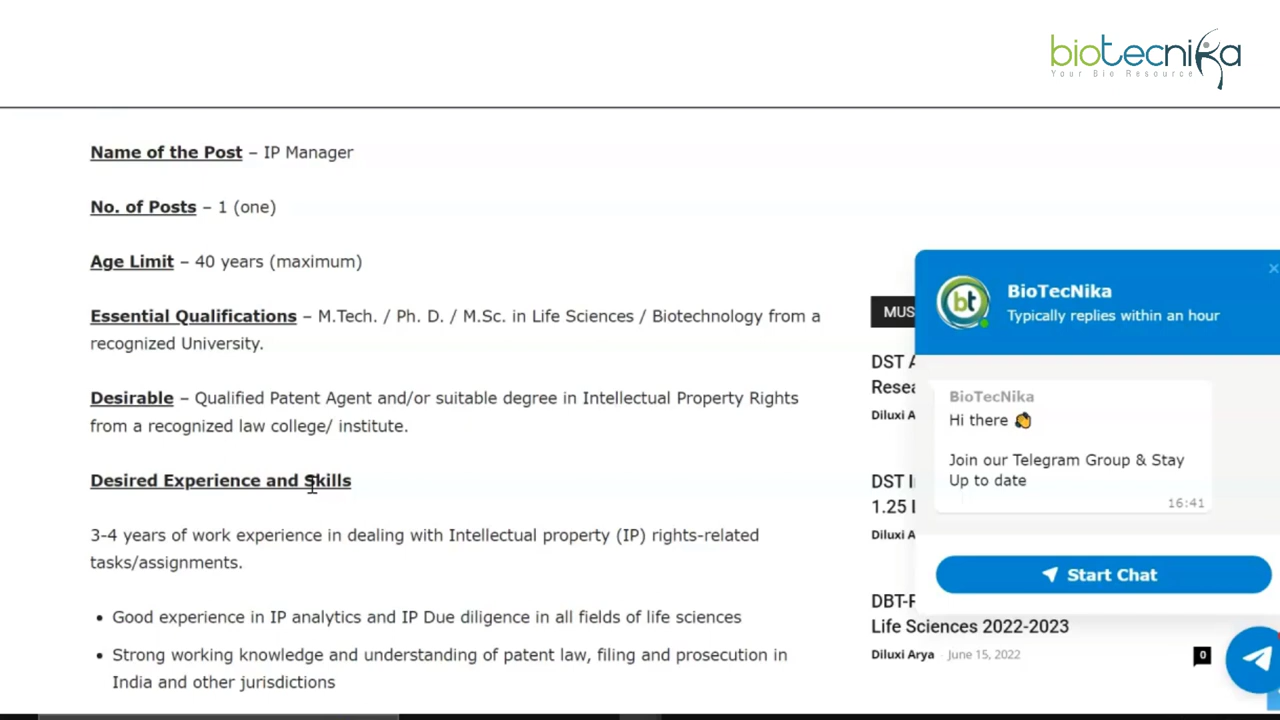 biotecnika
Your Bio Resource
Name of the Post – IP Manager
No. of Posts – 1 (one)
Age Limit – 40 years (maximum)
Essential Qualifications – M.Tech. / Ph. D. / M.Sc. in Life Sciences / Biotechnology from a
recognized University.
Desirable – Qualified Patent Agent and/or suitable degree in Intellectual Property Rights
from a recognized law college/ institute.
Desired Experience and Skills
3-4 years of work experience in dealing with Intellectual property (IP) rights-related
tasks/assignments.
• Good experience in IP analytics and IP Due diligence in all fields of life sciences
• Strong working knowledge and understanding of patent law, filing and prosecution in
India and other jurisdictions
MUS
DST A
Resea
Diluxi A
DST I
1.25 L
Diluxi A
DBT-
Life Sciences 2022-2023
Diluxi Arya - June 15, 2022
0
bt
BioTecNika
Typically replies within an hour
BioTecNika
Hi there 👋
Join our Telegram Group & Stay
Up to date
16:41
Start Chat